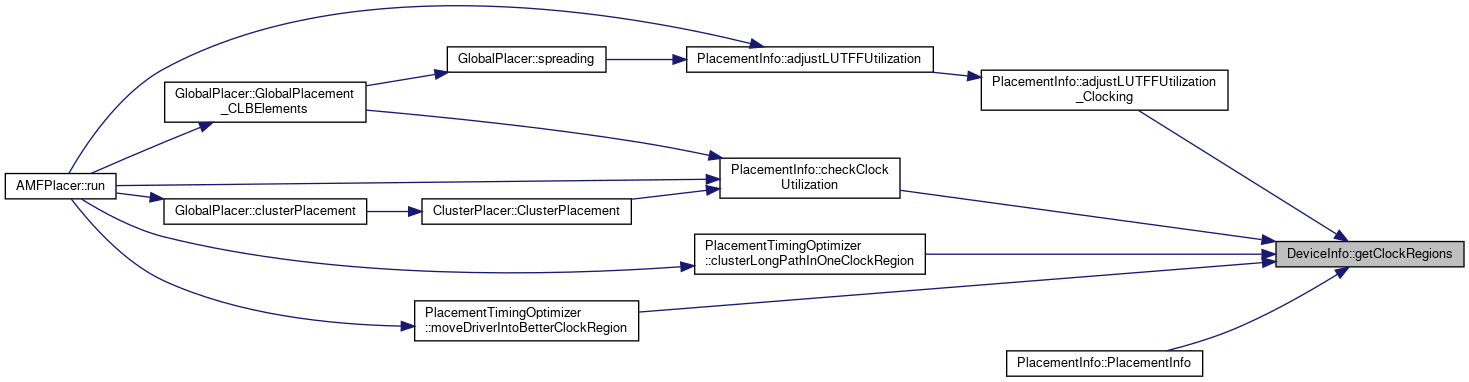 GlobalPlacer::spreading
PlacementInfo::adjustLUTFFUtilization
PlacementInfo::adjustLUTFFUtilization
_Clocking
GlobalPlacer::GlobalPlacement
_CLBElements
AMFPlacer::run
PlacementInfo::checkClock
Utilization
GlobalPlacer::clusterPlacement
ClusterPlacer::ClusterPlacement
PlacementTimingOptimizer
::clusterLongPathInOneClockRegion
DeviceInfo::getClockRegions
PlacementTimingOptimizer
::moveDriverIntoBetterClockRegion
PlacementInfo::PlacementInfo